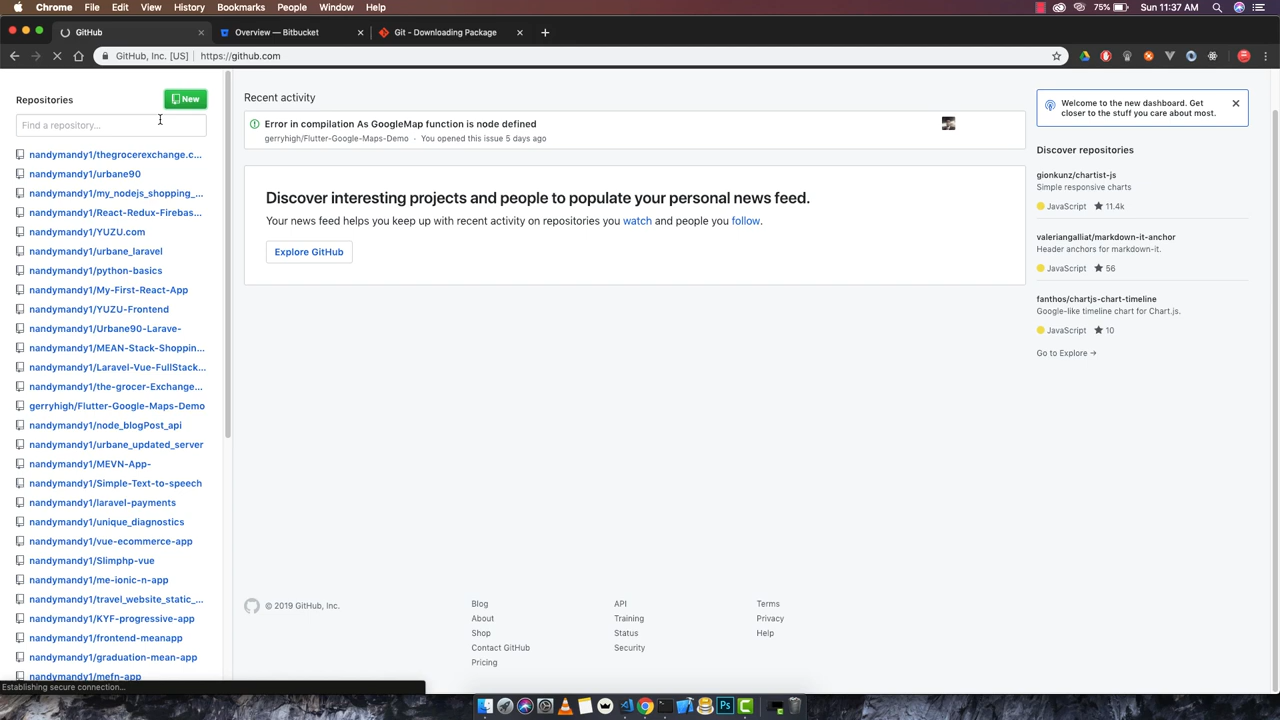 Chrome File Edit View History Bookmarks People Window Help
75% Sun 11:37 AM
GitHub
Overview — Bitbucket
Git - Downloading Package
GitHub, Inc. [US] https://github.com
Repositories
New
Find a repository...
nandymandy1/thegrocerexchange.c...
nandymandy1/urbane90
nandymandy1/my_nodejs_shopping_...
nandymandy1/React-Redux-Firebas...
nandymandy1/YUZU.com
nandymandy1/urbane_laravel
nandymandy1/python-basics
nandymandy1/My-First-React-App
nandymandy1/YUZU-Frontend
nandymandy1/Urbane90-Larave-
nandymandy1/MEAN-Stack-Shoppin...
nandymandy1/Laravel-Vue-FullStack...
nandymandy1/the-grocer-Exchange...
gerryhigh/Flutter-Google-Maps-Demo
nandymandy1/node_blogPost_api
nandymandy1/urbane_updated_server
nandymandy1/MEVN-App-
nandymandy1/Simple-Text-to-speech
nandymandy1/laravel-payments
nandymandy1/unique_diagnostics
nandymandy1/vue-ecommerce-app
nandymandy1/Slimphp-vue
nandymandy1/me-ionic-n-app
nandymandy1/travel_website_static_...
nandymandy1/KYF-progressive-app
nandymandy1/frontend-meanapp
nandymandy1/graduation-mean-app
nandymandy1/mefn-app
Establishing secure connection...
Recent activity
Error in compilation As GoogleMap function is node defined
gerryhigh/Flutter-Google-Maps-Demo · You opened this issue 5 days ago
Discover interesting projects and people to populate your personal news feed.
Your news feed helps you keep up with recent activity on repositories you watch and people you follow.
Explore GitHub
Welcome to the new dashboard. Get
closer to the stuff you care about most.
Discover repositories
gionkunz/chartist-js
Simple responsive charts
JavaScript 11.4k
valeriangalliat/markdown-it-anchor
Header anchors for markdown-it.
JavaScript 56
fanthos/chartjs-chart-timeline
Google-like timeline chart for Chart.js.
JavaScript 10
Go to Explore →
© 2019 GitHub, Inc.
Blog
About
Shop
Contact GitHub
Pricing
API
Training
Status
Security
Terms
Privacy
Help
Ps